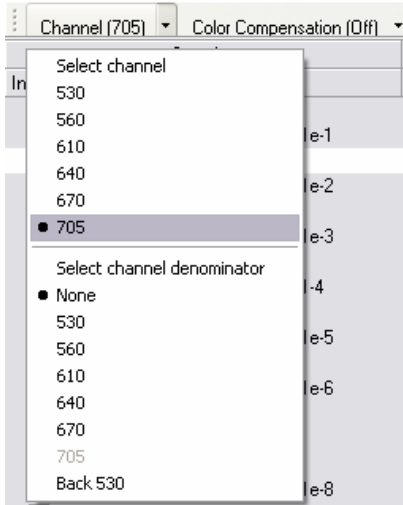 Channel (705) Color Compensation (Off)
Select channel
In
530
560
610
le-1
640
670
le-2
705
le-3
Select channel denominator
None
l-4
530
560
le-5
610
640
le-6
670
705
Back 530
le-8